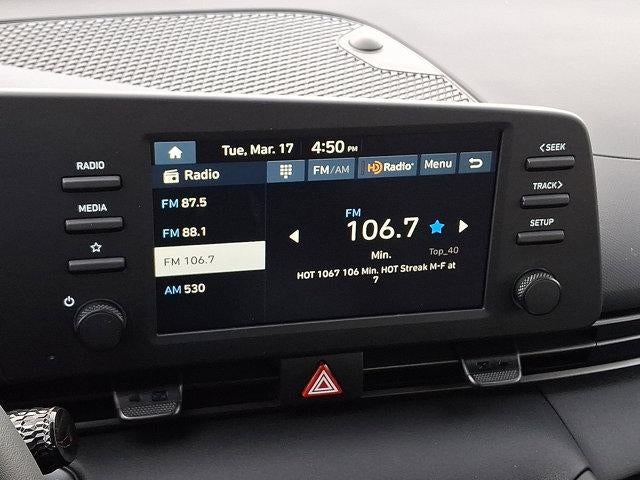 Tue, Mar. 17 4:50 PM
RADIO
MEDIA
Radio
FM/AM
HD Radio
Menu
FM 87.5
FM 88.1
FM 106.7
AM 530
FM
106.7
Min.
Top_40
HOT 1067 106 Min. HOT Streak M-F at
7
<SEEK
TRACK>
SETUP